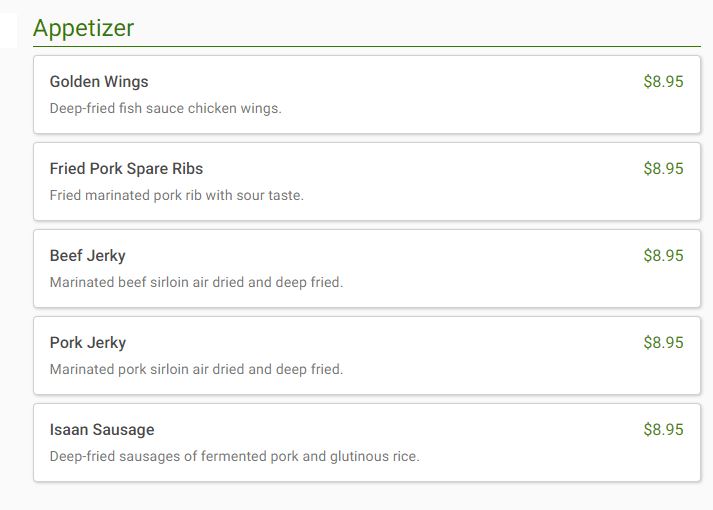 Appetizer
Golden Wings $8.95
Deep-fried fish sauce chicken wings.
Fried Pork Spare Ribs $8.95
Fried marinated pork rib with sour taste.
Beef Jerky $8.95
Marinated beef sirloin air dried and deep fried.
Pork Jerky $8.95
Marinated pork sirloin air dried and deep fried.
Isaan Sausage $8.95
Deep-fried sausages of fermented pork and glutinous rice.